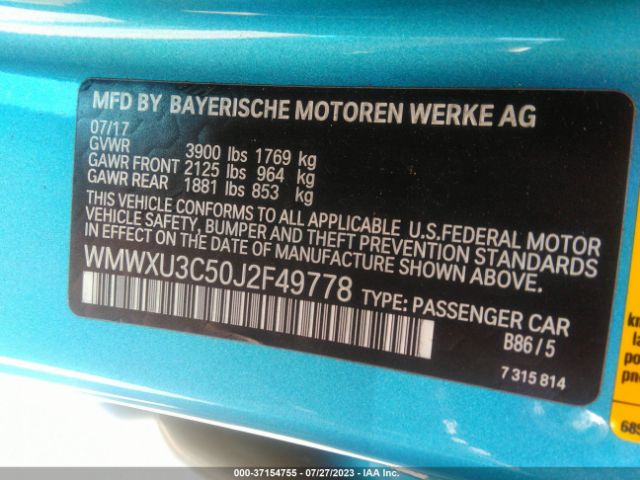 MFD BY BAYERISCHE MOTOREN WERKE AG
07/17
GVWR 3900 lbs 1769 kg
GAWR FRONT 2125 lbs 964 kg
GAWR REAR 1881 lbs 853 kg
THIS VEHICLE CONFORMS TO ALL APPLICABLE U.S.FEDERAL MOTOR
VEHICLE SAFETY, BUMPER AND THEFT PREVENTION STANDARDS
IN EFFECT ON THE DATE OF MANUFACTURE SHOWN ABOVE.
WMWXU3C50J2F49778 TYPE: PASSENGER CAR
B86/5
7 315 814
000-37154755 - 07/27/2023 - IAA Inc.